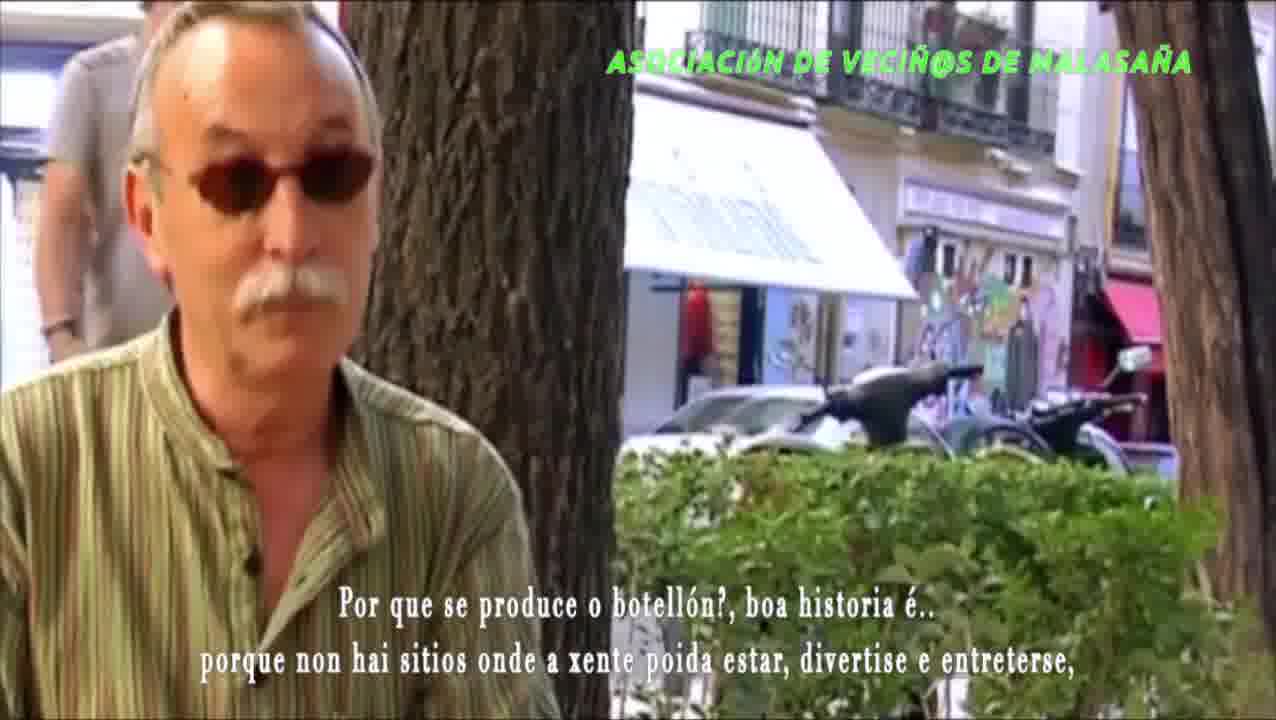 ASOCIACIóN DE VECIÑ@S DE MALASAÑA
Por que se produce o botellón?, boa historia é..
porque non hai sitios onde a xente poida estar, divertise e entreterse,